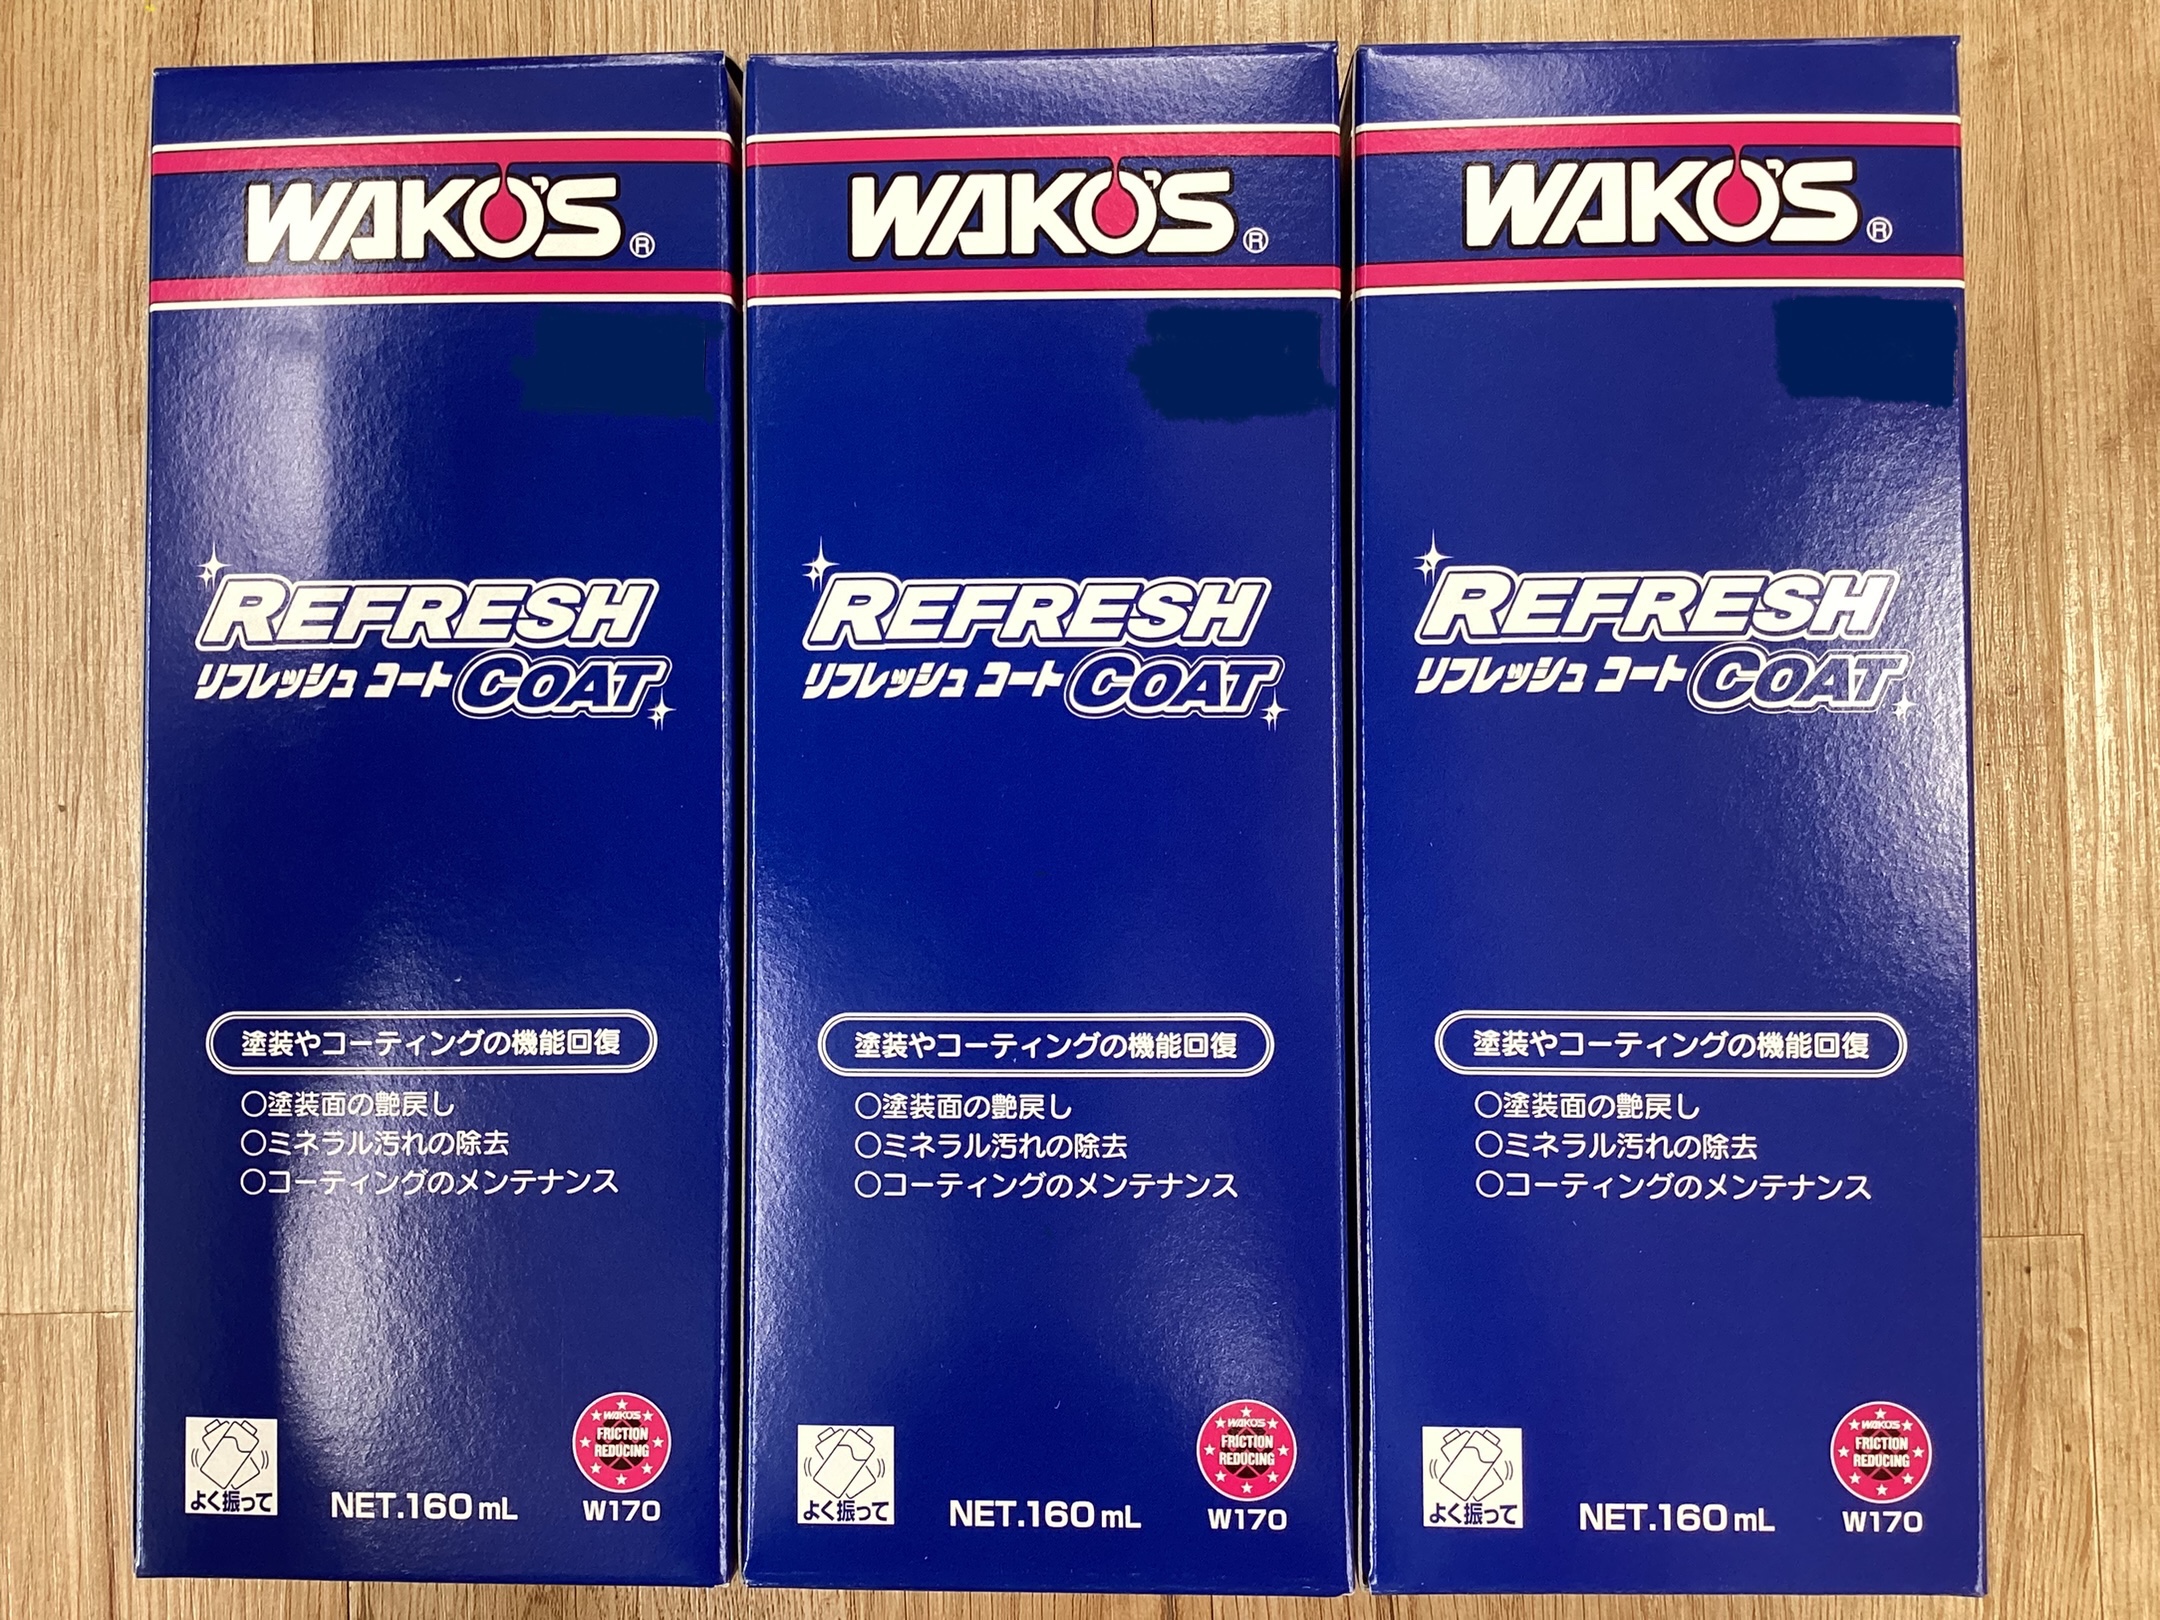 WAKO'S®
REFRESH
リフレッシュ コート COAT
塗装やコーティングの機能回復
○塗装面の艶戻し
○ミネラル汚れの除去
○コーティングのメンテナンス
WAKO'S
FRICTION
REDUCING
よく振って
NET.160mL
W170
WAKO'S®
REFRESH
リフレッシュ コート COAT
塗装やコーティングの機能回復
○塗装面の艶戻し
○ミネラル汚れの除去
○コーティングのメンテナンス
WAKO'S
FRICTION
REDUCING
よく振って
NET.160mL
W170
WAKO'S®
REFRESH
リフレッシュ コート COAT
塗装やコーティングの機能回復
○塗装面の艶戻し
○ミネラル汚れの除去
○コーティングのメンテナンス
WAKO'S
FRICTION
REDUCING
よく振って
NET.160mL
W170